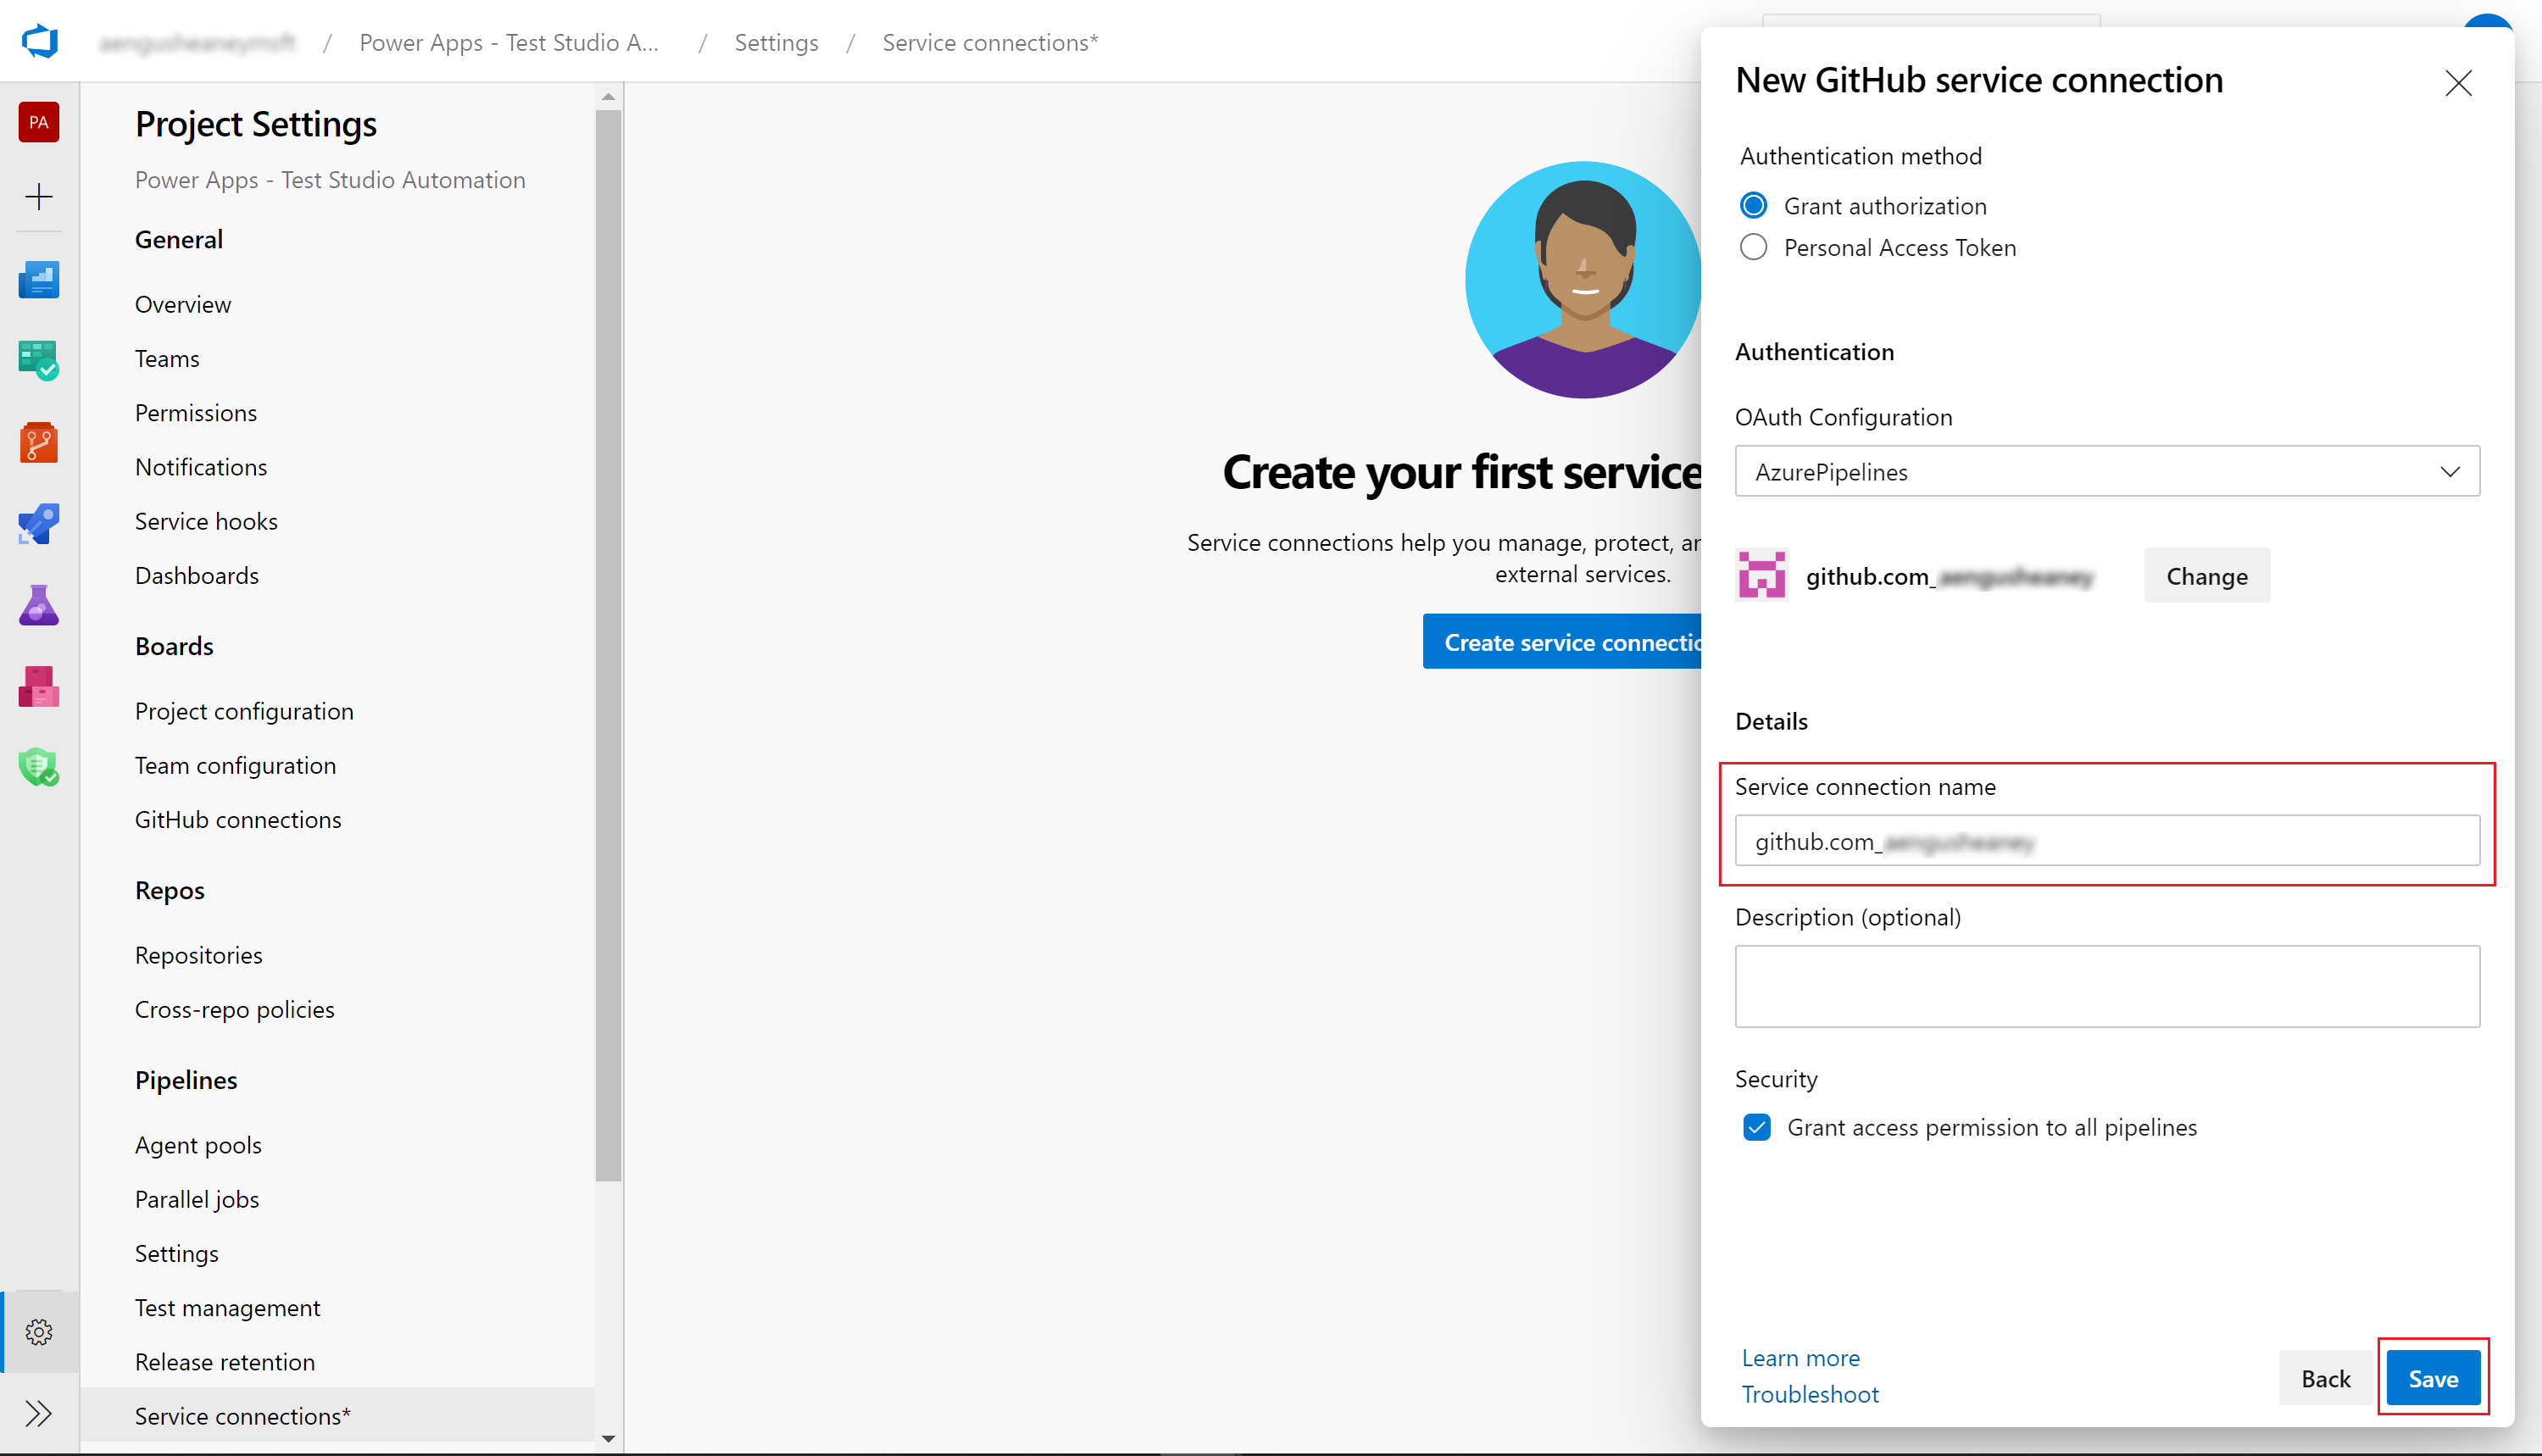 / Power Apps - Test Studio A... / Settings / Service connections*
PA
Project Settings
Power Apps - Test Studio Automation
General
Overview
Teams
Permissions
Notifications
Service hooks
Dashboards
Boards
Project configuration
Team configuration
GitHub connections
Repos
Repositories
Cross-repo policies
Pipelines
Agent pools
Parallel jobs
Settings
Test management
Release retention
Service connections*
Create your first service
Service connections help you manage, protect,
external services.
Create service
New GitHub service connection
Authentication method
Grant authorization
Personal Access Token
Authentication
OAuth Configuration
AzurePipelines
github.com_
Change
Details
Service connection name
github.com_
Description (optional)
Security
Grant access permission to all pipelines
Learn more
Troubleshoot
Back
Save